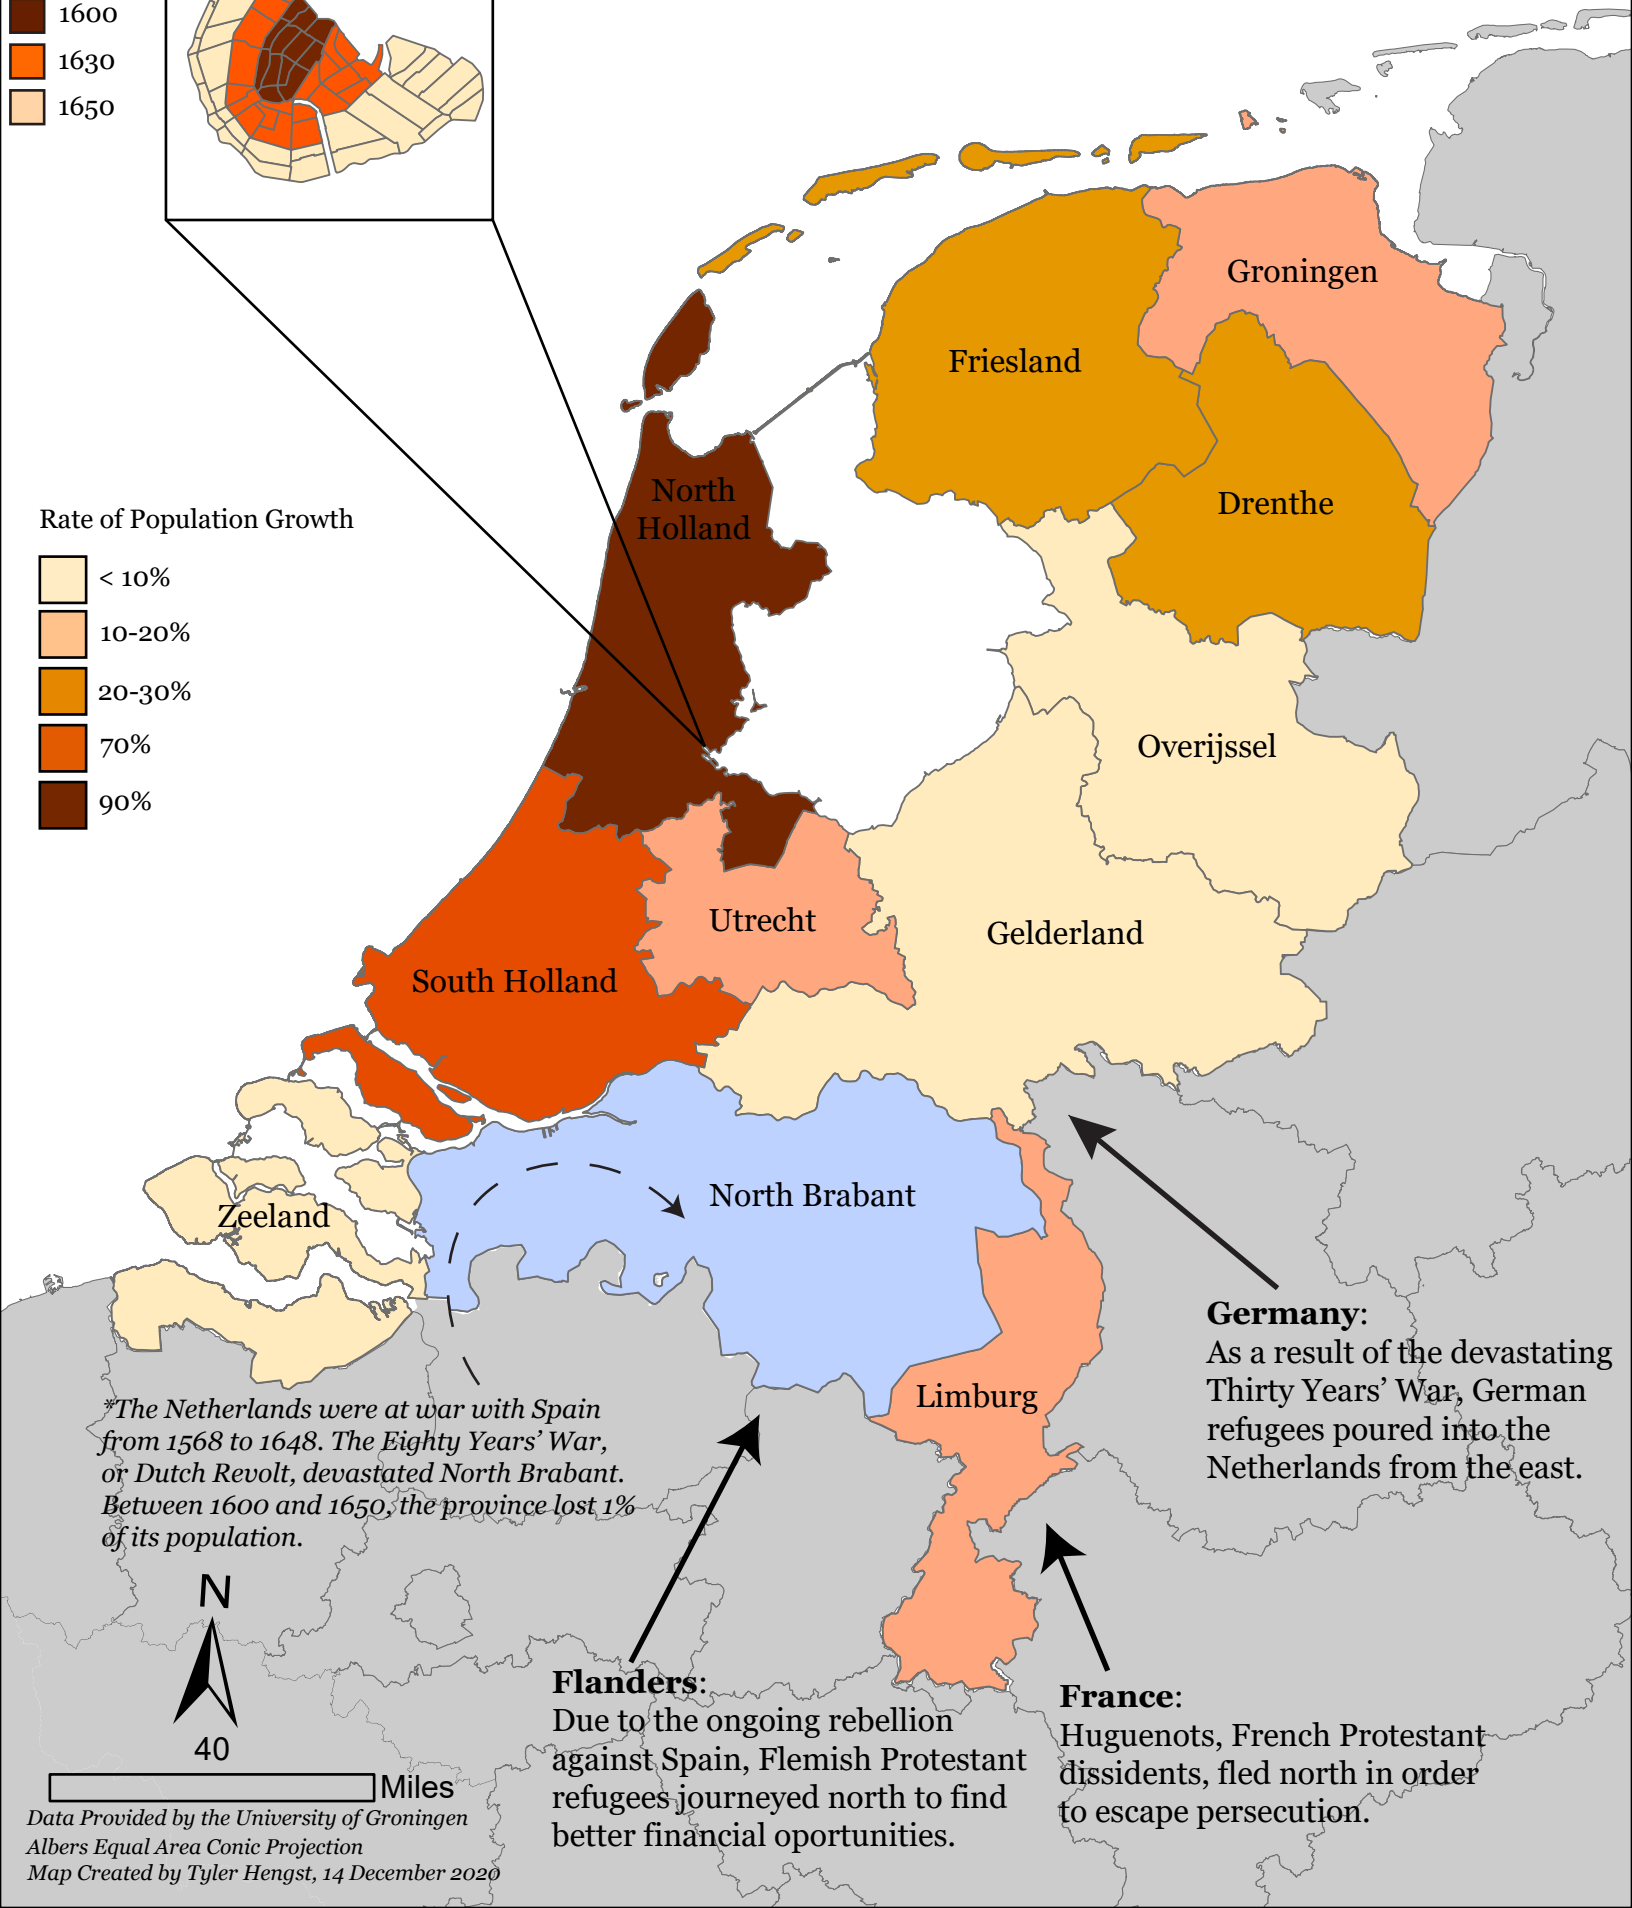 1600
1630
1650
Groningen
Friesland
North
Holland
Drenthe
Rate of Population Growth
< 10%
10-20%
20-30%
70%
90%
Overijssel
Utrecht
Gelderland
South Holland
North Brabant
Zeeland
Limburg
Germany:
As a result of the devastating
Thirty Years' War, German
refugees poured into the
Netherlands from the east.
*The Netherlands were at war with Spain
from 1568 to 1648. The Eighty Years' War,
or Dutch Revolt, devastated North Brabant.
Between 1600 and 1650, the province lost 1%
of its population.
N
40
Miles
Flanders:
Due to the ongoing rebellion
against Spain, Flemish Protestant
refugees journeyed north to find
better financial oportunities.
France:
Huguenots, French Protestant
dissidents, fled north in order
to escape persecution.
Data Provided by the University of Groningen
Albers Equal Area Conic Projection
Map Created by Tyler Hengst, 14 December 2020